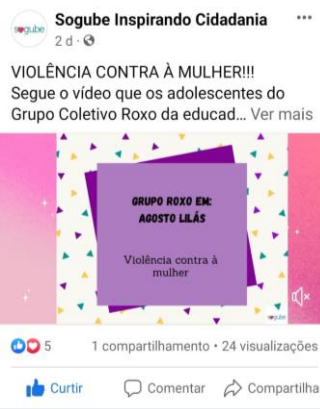 sogube
Sogube Inspirando Cidadania
2 d
VIOLÊNCIA CONTRA À MULHER!!!
Segue o vídeo que os adolescentes do
Grupo Coletivo Roxo da educad... Ver mais
GRUPO ROXO EM:
AGOSTO LILÁS
Violência contra à
mulher
sogube
5
1 compartilhamento • 24 visualizações
Curtir
Comentar
Compartilha